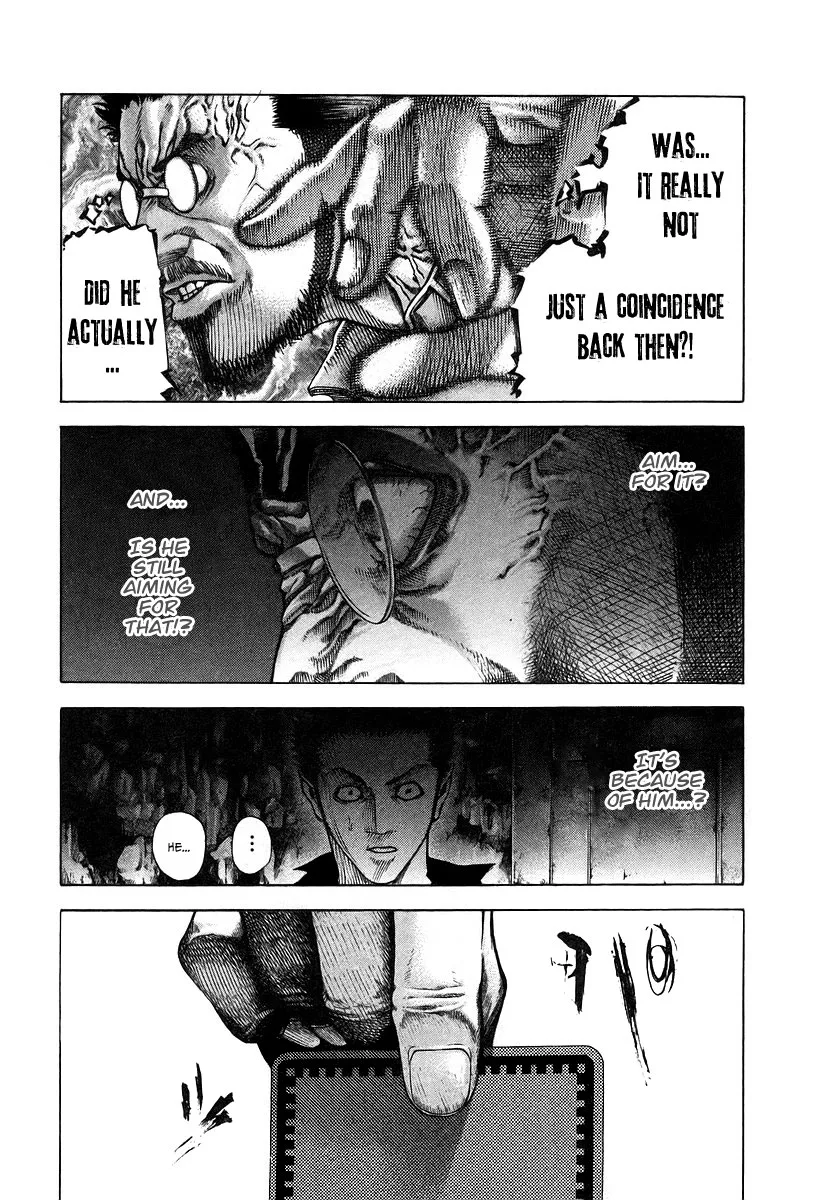 WAS...
IT REALLY
NOT
JUST A COINCIDENCE
BACK THEN?!
DID HE
ACTUALLY
...
AIM...
FOR IT?
AND...
IS HE
STILL
AIMING
FOR
THAT!?
IT'S
BECAUSE
OF HIM...?
...
HE...